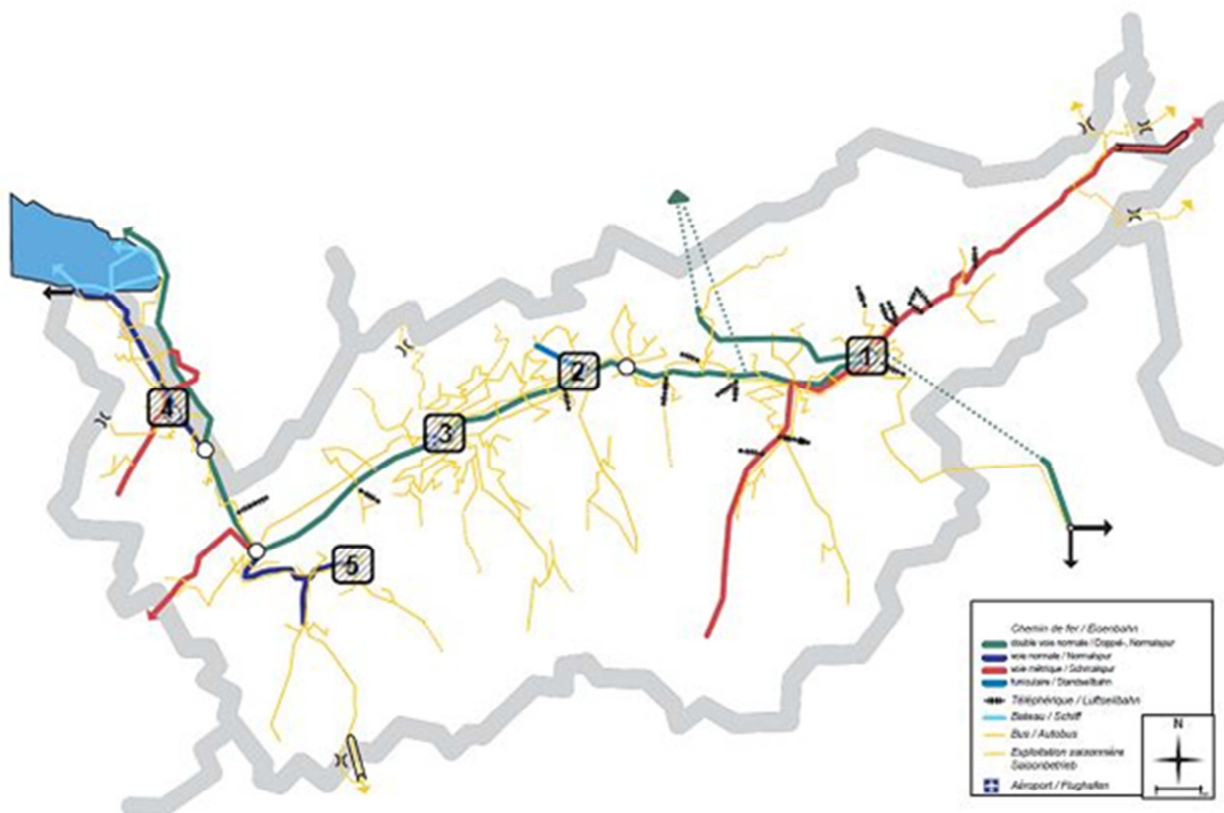 1
2
3
4
5
Chemin de fer / Eisenbahn
double voie normale / Doppel-, Normalspur
voie normale / Normalspur
voie métrique / Schmalspur
funiculaire / Standseilbahn
Téléphérique / Luftseilbahn
Bateau / Schiff
Bus / Autobus
Exploitation saisonnière
Saisonbetrieb
Aéroport / Flughafen
N